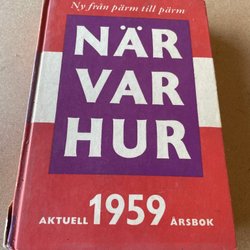 Ny från pärm till pärm
NÄR
VAR
HUR
AKTUELL 1959 ÅRSBOK